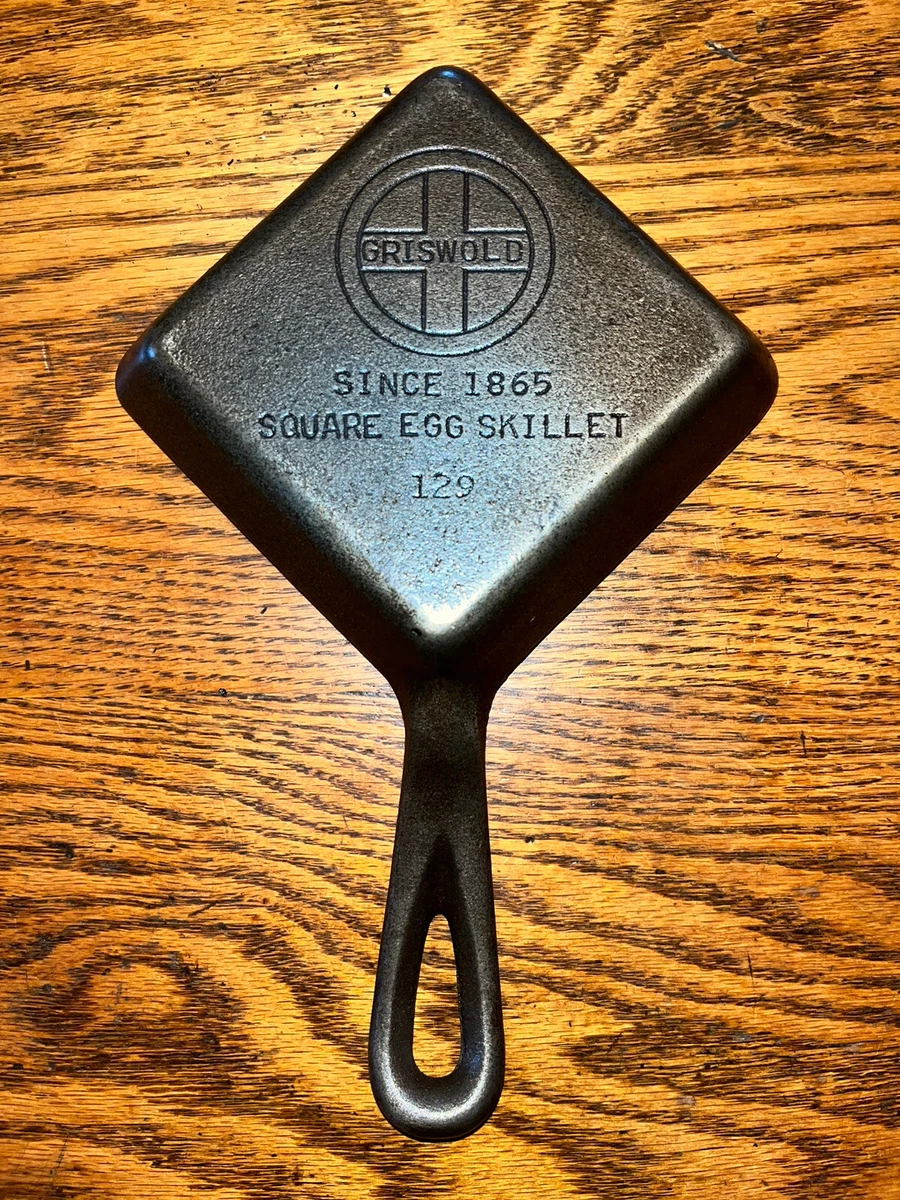 GRISWOLD
SINCE 1865
SQUARE EGG SKILLET
129